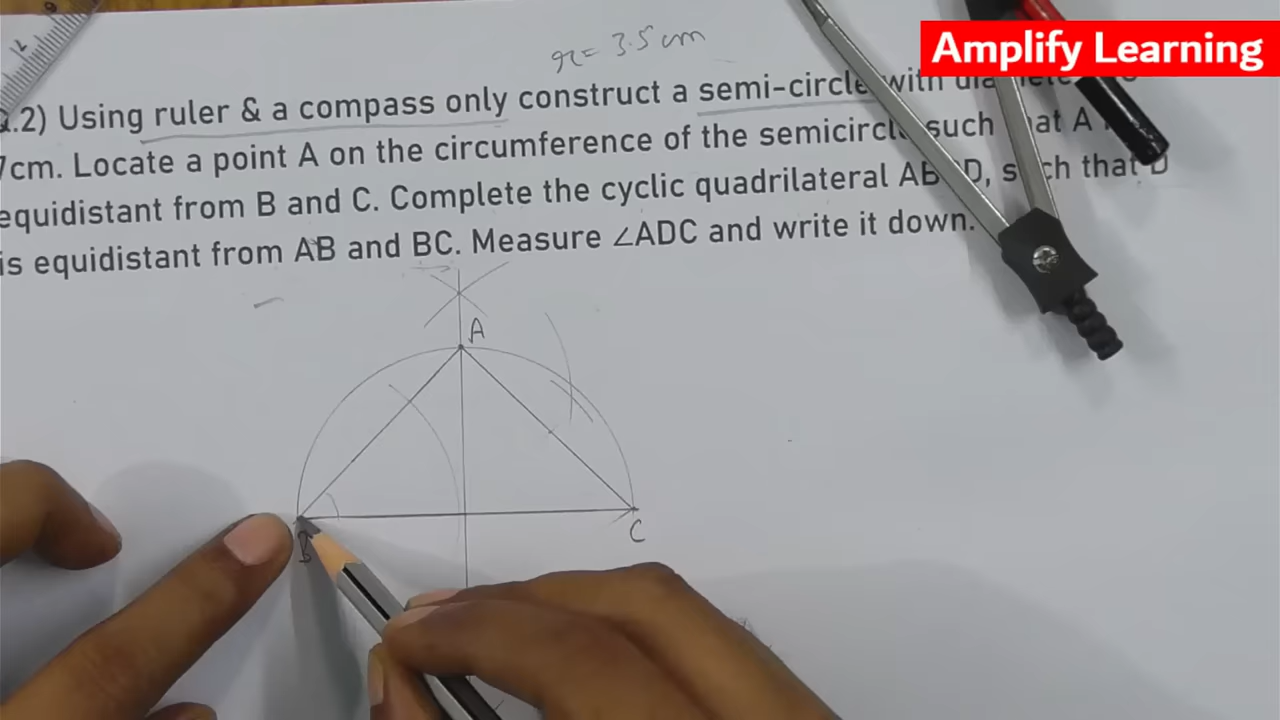 Amplify Learning
r = 3.5 cm
.2) Using ruler & a compass only construct a semi-circle with
7cm. Locate a point A on the circumference of the semicircle such that A
equidistant from B and C. Complete the cyclic quadrilateral ABCD, such that D
is equidistant from AB and BC. Measure ∠ADC and write it down.
A
B
C